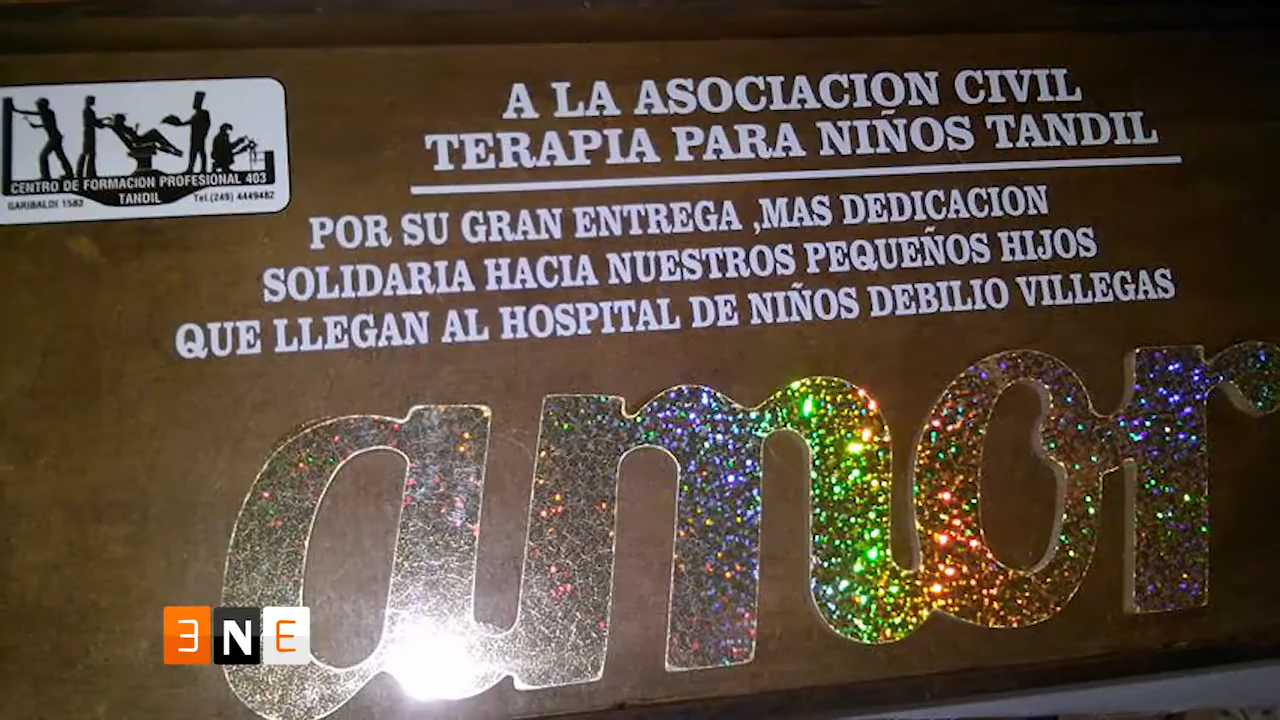 A LA ASOCIACION CIVIL
TERAPIA PARA NIÑOS TANDIL
CENTRO DE FORMACION PROFESIONAL 403
GARIBALDI 1583 TANDIL Tel.(249) 4449482
POR SU GRAN ENTREGA ,MAS DEDICACION
SOLIDARIA HACIA NUESTROS PEQUEÑOS HIJOS
QUE LLEGAN AL HOSPITAL DE NIÑOS DEBILIO VILLEGAS
amor
ENE